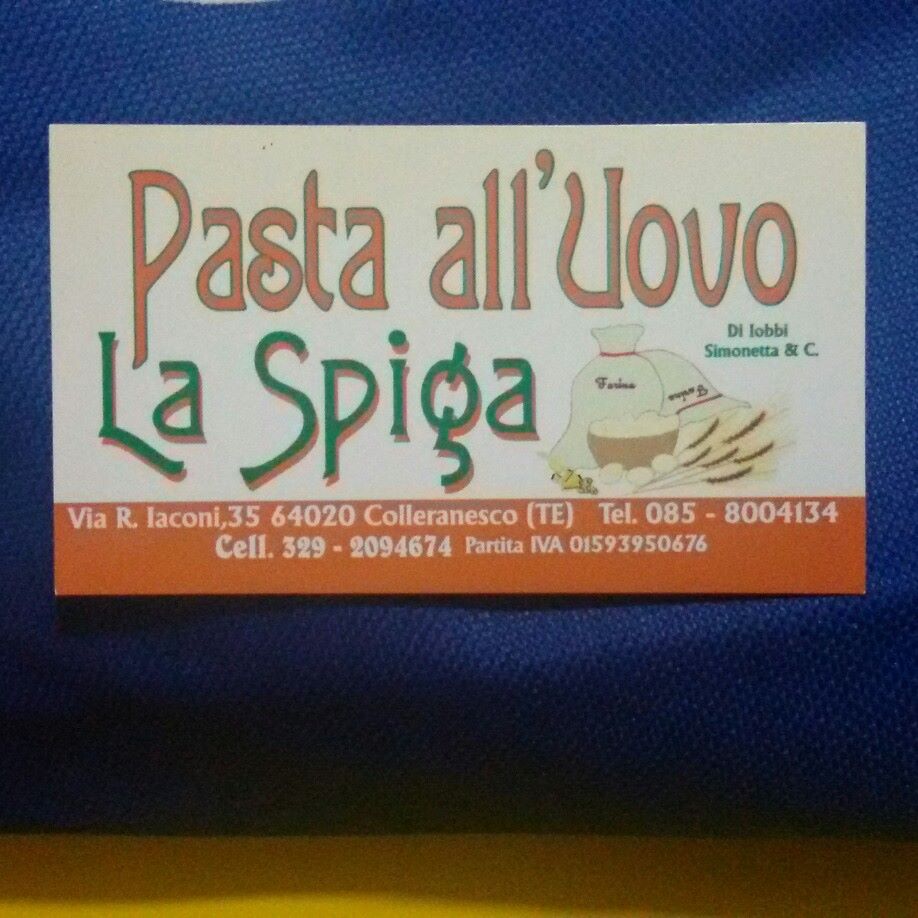 Pasta all'Uovo
La Spiga
Di Iobbi
Simonetta & C.
Farina
Farina
Via R. Iaconi,35 64020 Colleranesco (TE) Tel. 085 - 8004134
Cell. 329 - 2094674 Partita IVA 01593950676